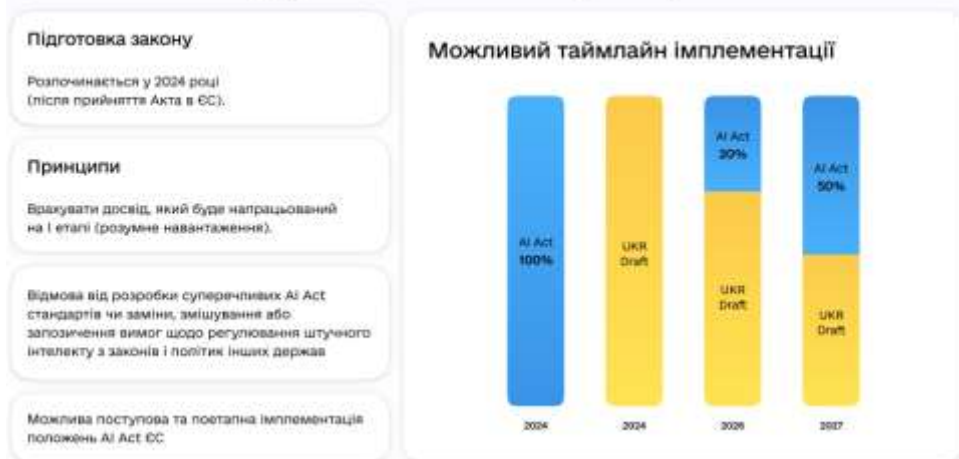 Підготовка закону
Розпочинається у 2024 році
(після прийняття Акта в ЄС).
Принципи
Врахувати досвід, який буде напрацьований
на І етапі (розумне навантаження).
Відмова від розробки суперечливих AI Act
стандартів чи заміни, змішування або
запозичення вимог щодо регулювання штучного
інтелекту з законів і політик інших держав
Можлива поступова та поетапна імплементація
положень AI Act ЄС
Можливий таймлайн імплементації
AI Act
100%
UKR
Draft
AI Act
30%
UKR
Draft
AI Act
50%
UKR
Draft
2024
2024
2026
2027